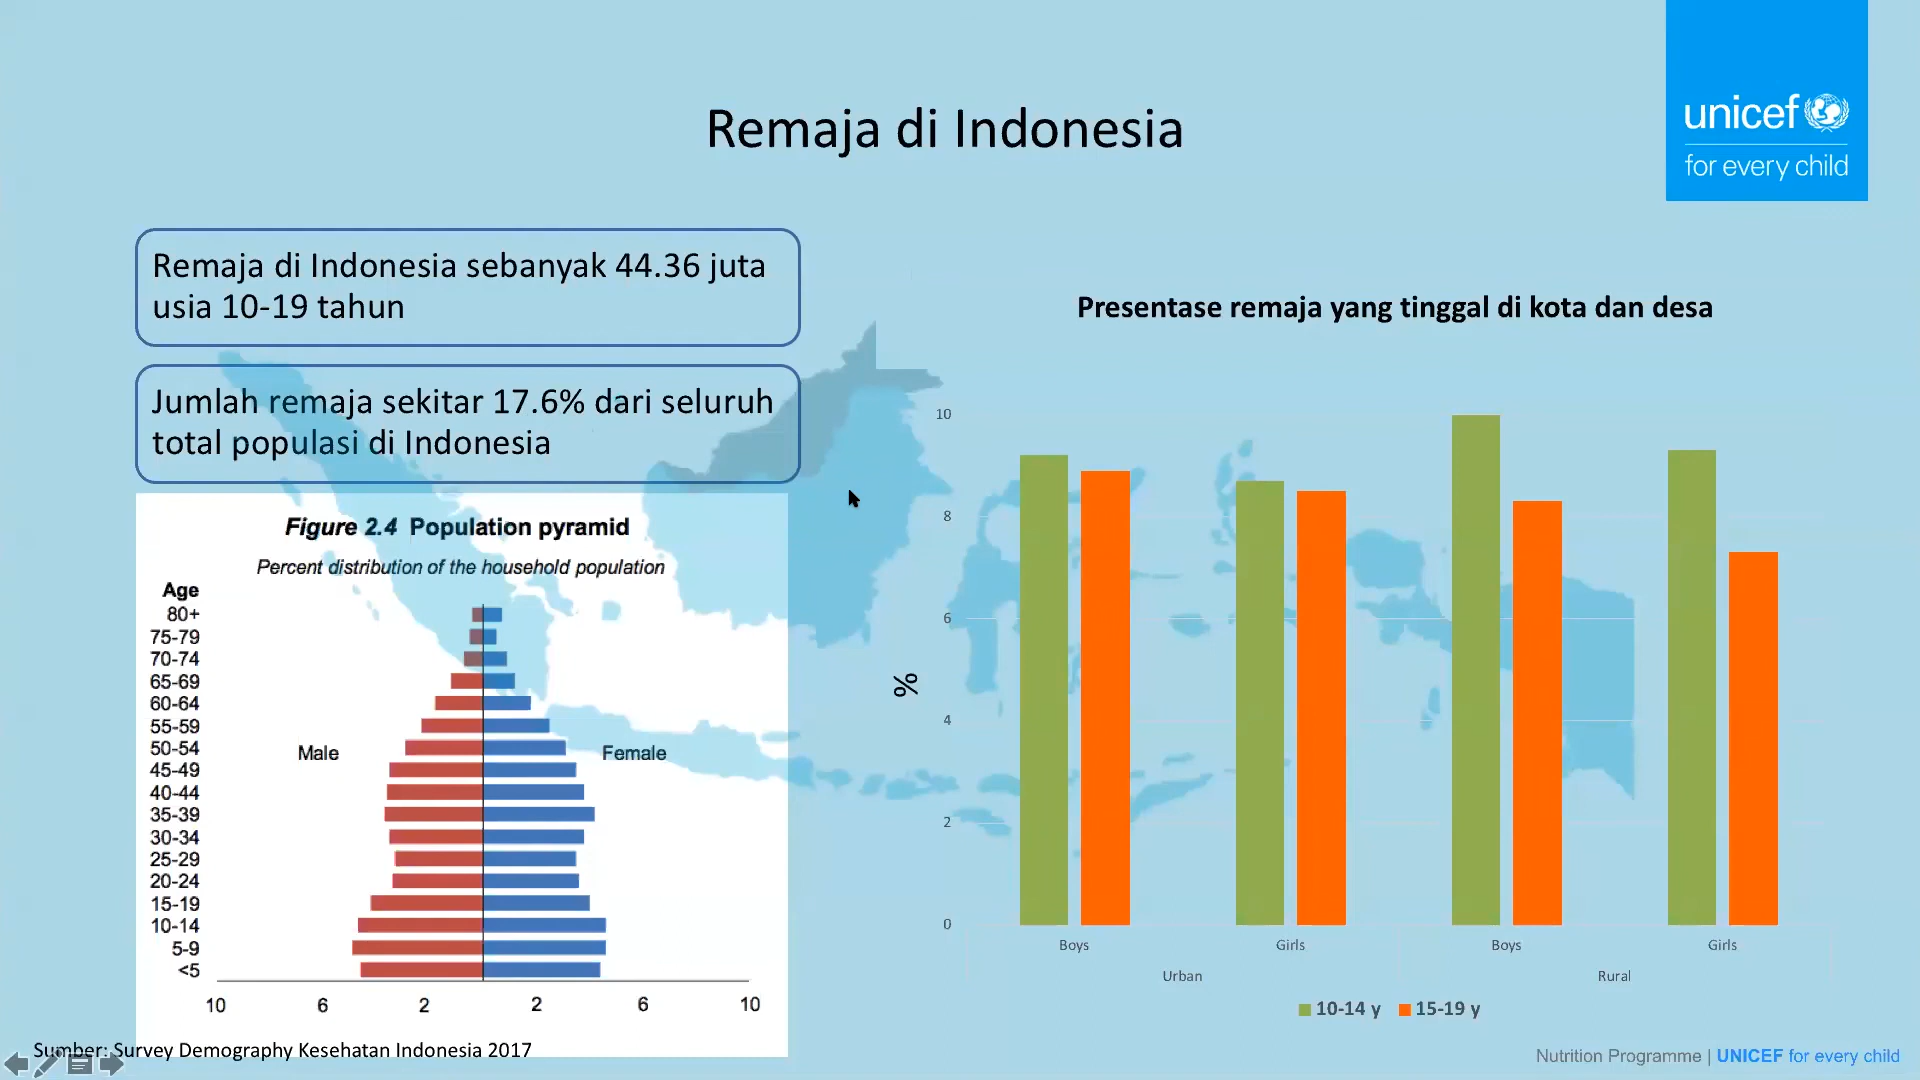 unicef
for every child
Remaja di Indonesia
Remaja di Indonesia sebanyak 44.36 juta
usia 10-19 tahun
Jumlah remaja sekitar 17.6% dari seluruh
total populasi di Indonesia
Figure 2.4 Population pyramid
Percent distribution of the household population
Age
80+
75-79
70-74
65-69
60-64
55-59
50-54
45-49
40-44
35-39
30-34
25-29
20-24
15-19
10-14
5-9
<5
Male
Female
10 6 2 2 6 10
Sumber: Survey Demography Kesehatan Indonesia 2017
Presentase remaja yang tinggal di kota dan desa
%
10
8
6
4
2
0
Boys Girls Boys Girls
Urban Rural
10-14 y 15-19 y
Nutrition Programme | UNICEF for every child